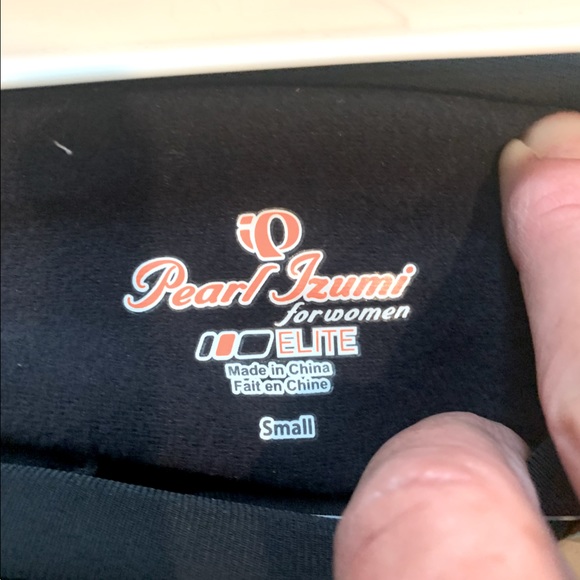 Pearl Izumi
for women
ELITE
Made in China
Fait en Chine
Small